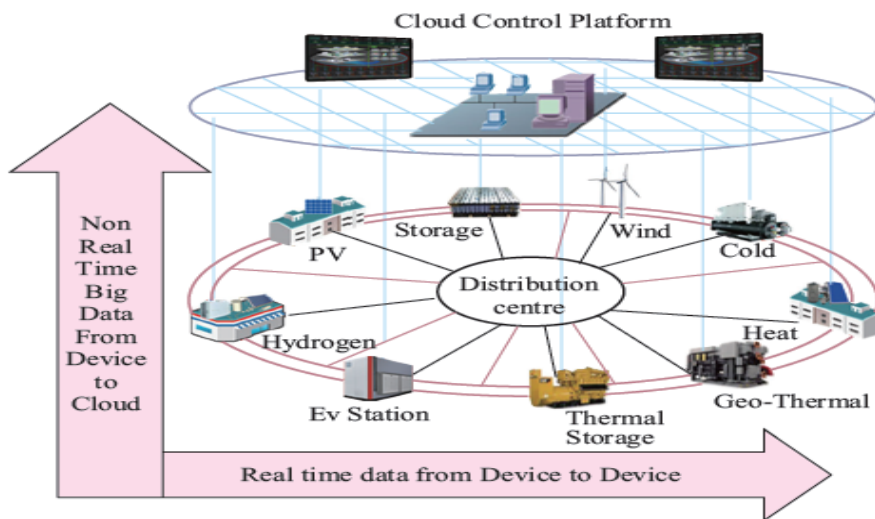 Cloud Control Platform
Non
Real
Time
Big
Data
From
Device
to
Cloud
PV
Storage
Wind
Cold
Distribution
centre
Hydrogen
Heat
Ev Station
Thermal
Storage
Geo-Thermal
Real time data from Device to Device